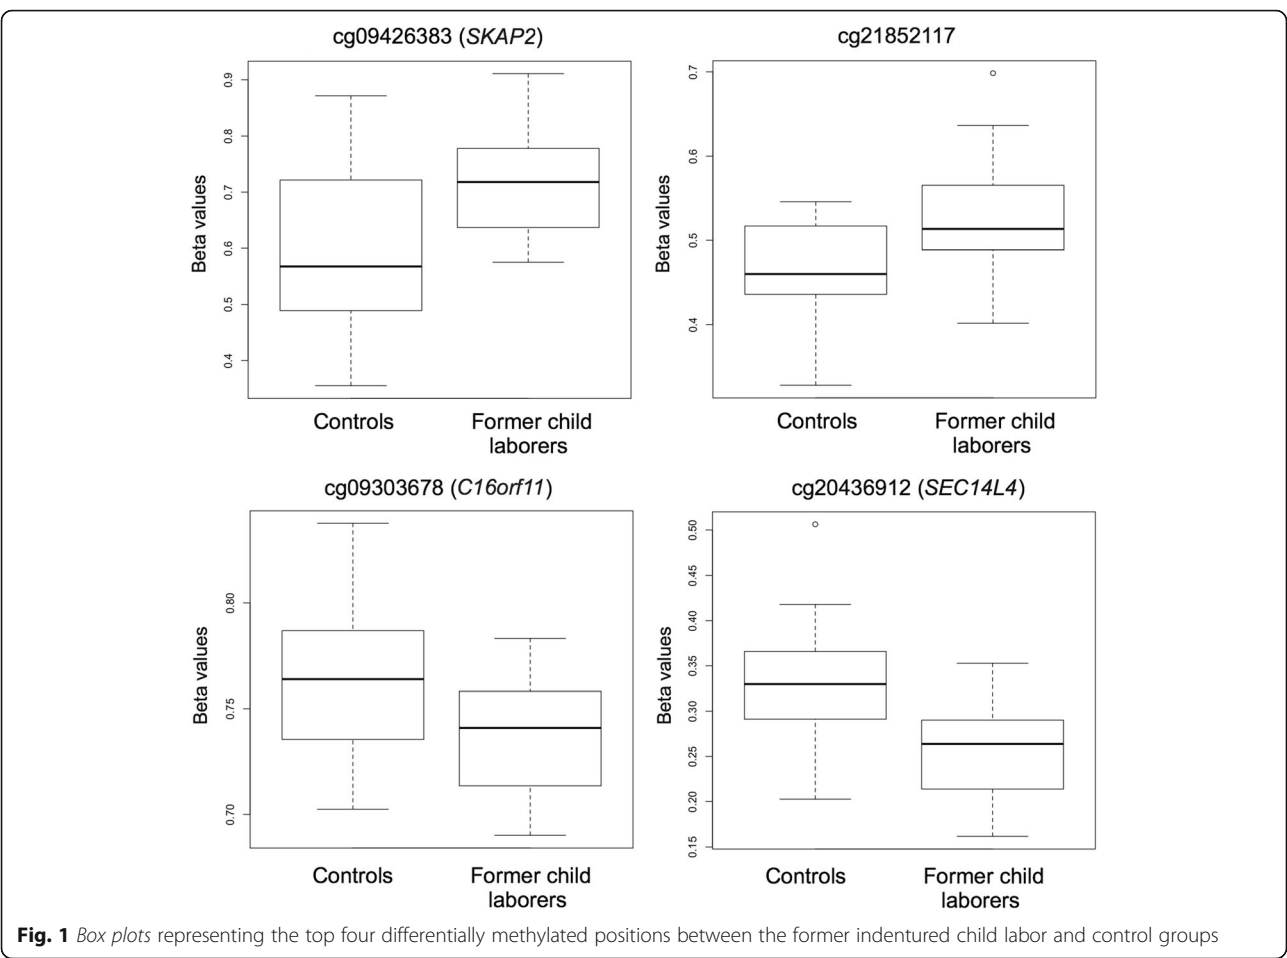 cg09426383 (SKAP2)
Beta values
0.9
0.8
0.7
0.6
0.5
0.4
Controls
Former child
laborers
cg21852117
Beta values
0.7
0.6
0.5
0.4
Controls
Former child
laborers
cg09303678 (C16orf11)
Beta values
0.80
0.75
0.70
Controls
Former child
laborers
cg20436912 (SEC14L4)
Beta values
0.50
0.45
0.40
0.35
0.30
0.25
0.20
0.15
Controls
Former child
laborers
Fig. 1 Box plots representing the top four differentially methylated positions between the former indentured child labor and control groups